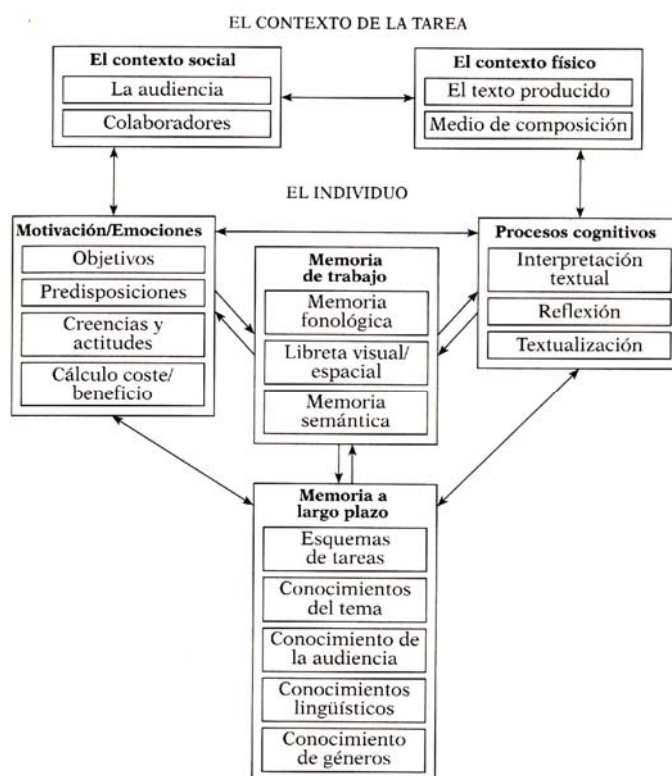 EL CONTEXTO DE LA TAREA
El contexto social
La audiencia
Colaboradores
El contexto físico
El texto producido
Medio de composición
EL INDIVIDUO
Motivación/Emociones
Objetivos
Predisposiciones
Creencias y
actitudes
Cálculo coste/
beneficio
Memoria
de trabajo
Memoria
fonológica
Libreta visual/
espacial
Memoria
semántica
Procesos cognitivos
Interpretación
textual
Reflexión
Textualización
Memoria a
largo plazo
Esquemas
de tareas
Conocimientos
del tema
Conocimiento de
la audiencia
Conocimientos
lingüísticos
Conocimiento
de géneros